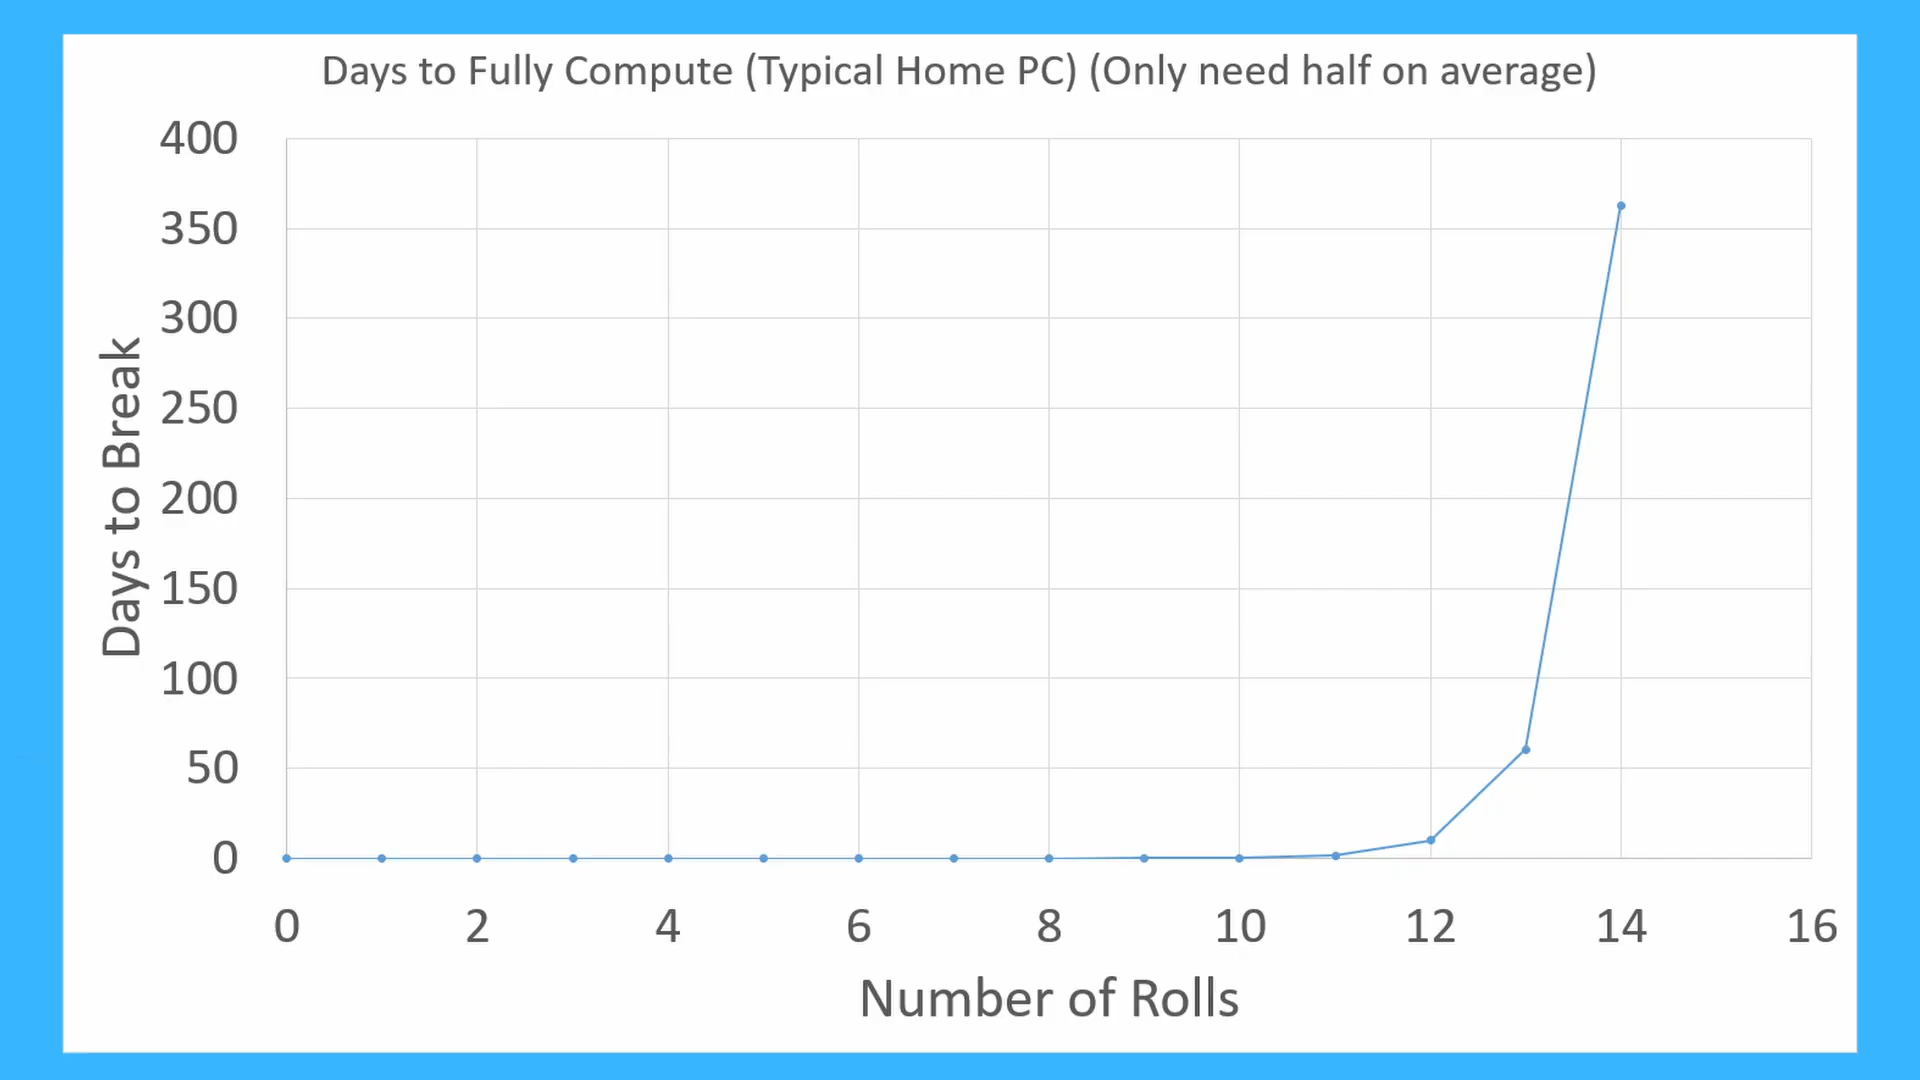 Days to Fully Compute (Typical Home PC) (Only need half on average)
400
350
300
250
200
150
100
50
0
Days to Break
0 2 4 6 8 10 12 14 16
Number of Rolls